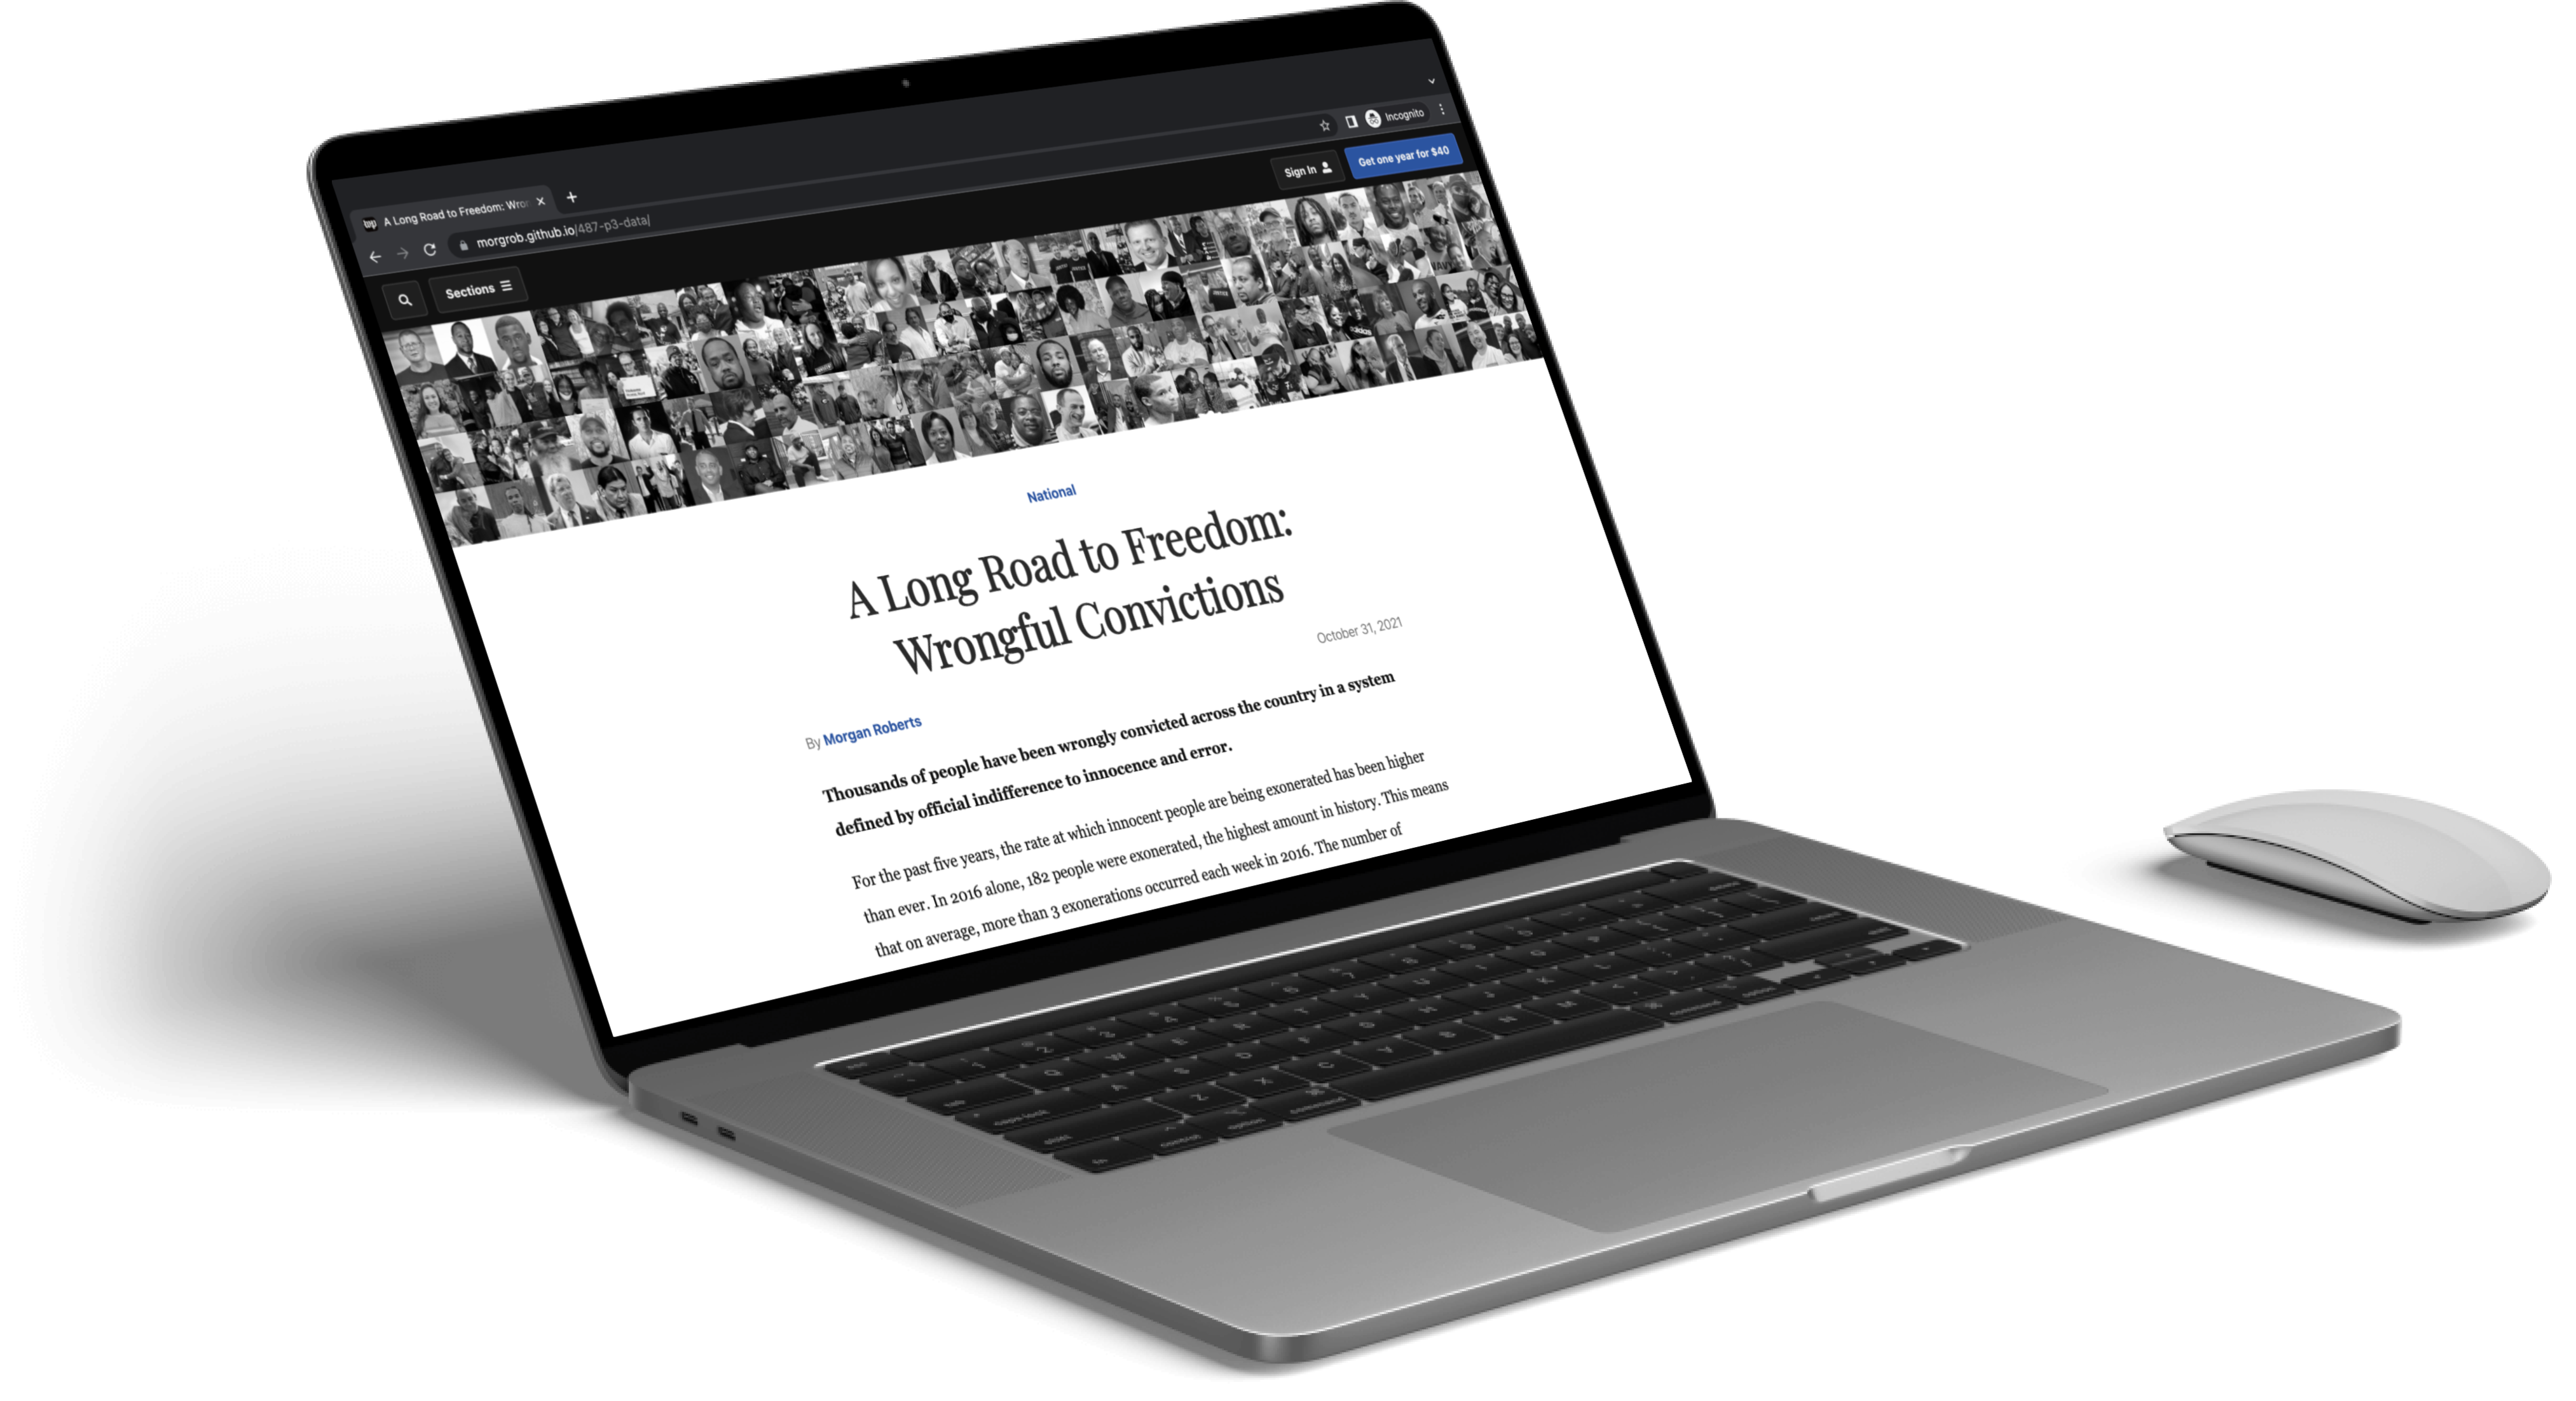 A Long Road to Freedom: Wron
morgrob.github.io/487-p3-data/
Incognito
Sections
Sign In
Get one year for $40
National
A Long Road to Freedom:
Wrongful Convictions
October 31, 2021
By Morgan Roberts
Thousands of people have been wrongly convicted across the country in a system
defined by official indifference to innocence and error.
For the past five years, the rate at which innocent people are being exonerated has been higher
than ever. In 2016 alone, 182 people were exonerated, the highest amount in history. This means
that on average, more than 3 exonerations occurred each week in 2016. The number of